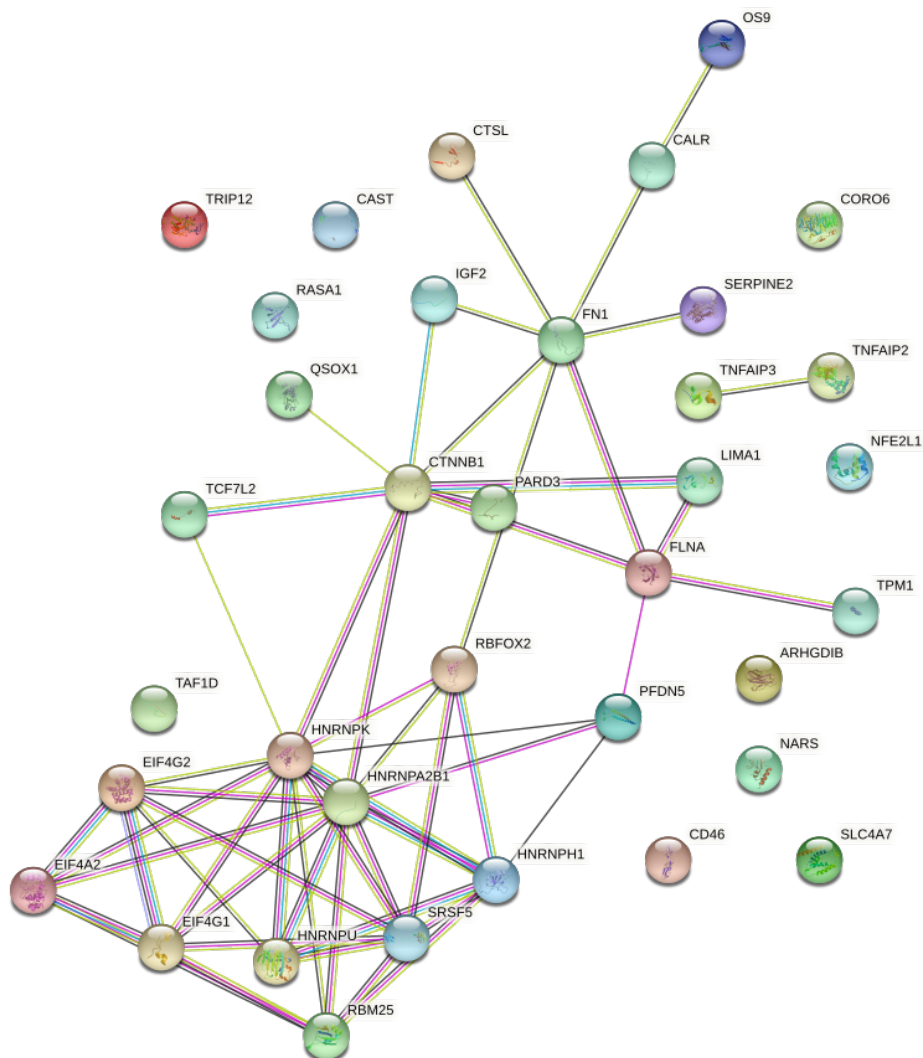 OS9
CTSL
CALR
TRIP12
CAST
CORO6
IGF2
RASA1
SERPINE2
FN1
TNFAIP2
QSOX1
TNFAIP3
NFE2L1
CTNNB1
LIMA1
PARD3
TCF7L2
FLNA
TPM1
RBFOX2
ARHGDIB
TAF1D
PFDN5
HNRNPK
NARS
EIF4G2
HNRNPA2B1
CD46
SLC4A7
HNRNPH1
EIF4A2
SRSF5
EIF4G1
HNRNPU
RBM25